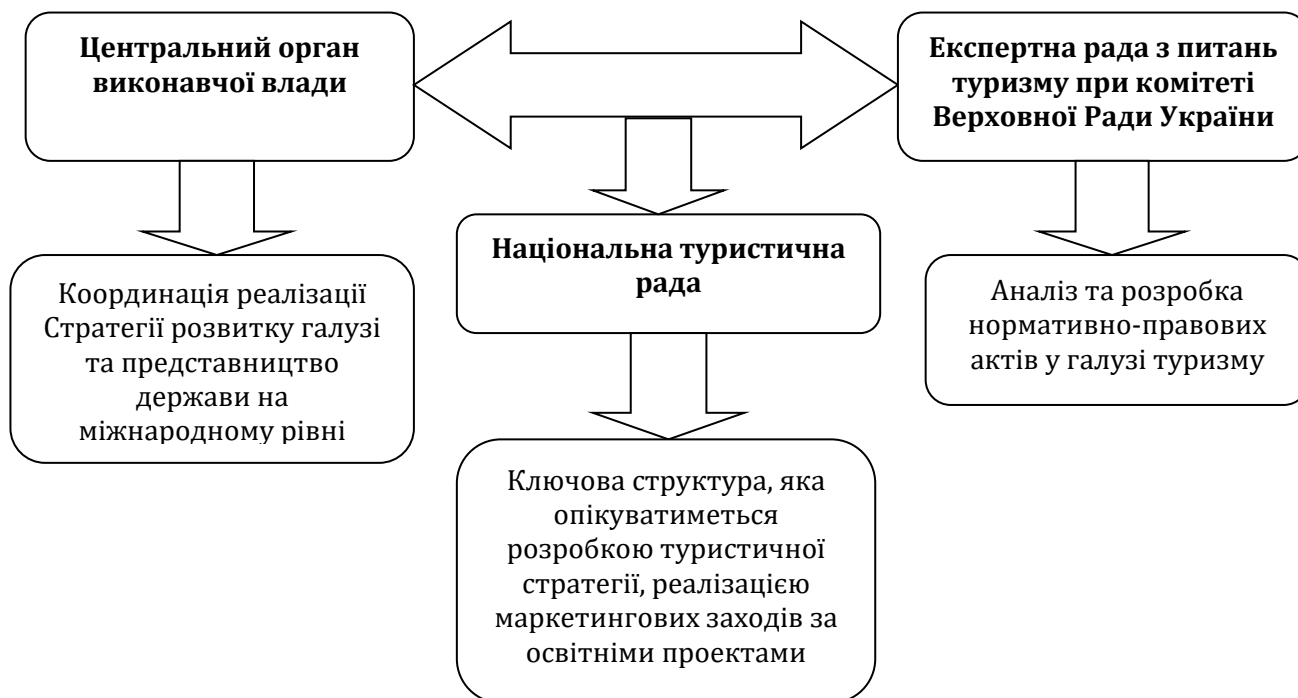 Центральний орган
виконавчої влади
Експертна рада з питань
туризму при комітеті
Верховної Ради України
Національна туристична
рада
Координація реалізації
Стратегії розвитку галузі
та представництво
держави на
міжнародному рівні
Аналіз та розробка
нормативно-правових
актів у галузі туризму
Ключова структура, яка
опікуватиметься
розробкою туристичної
стратегії, реалізацією
маркетингових заходів за
освітніми проектами